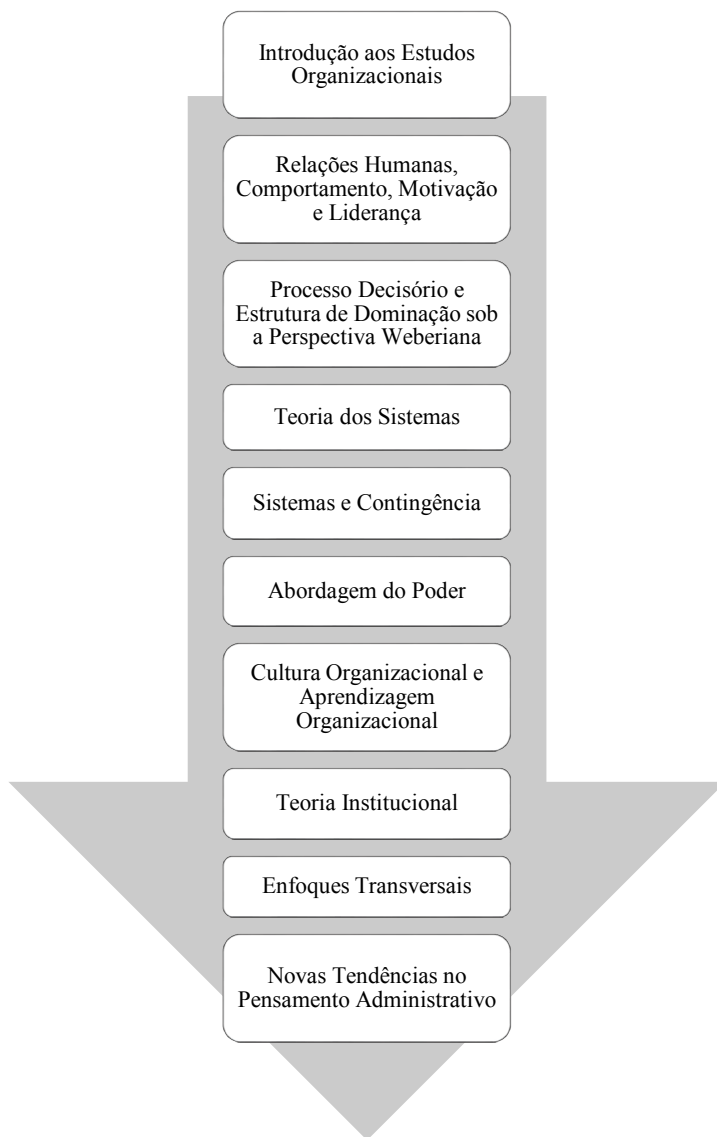 Introdução aos Estudos
Organizacionais
Relações Humanas,
Comportamento, Motivação
e Liderança
Processo Decisório e
Estrutura de Dominação sob
a Perspectiva Weberiana
Teoria dos Sistemas
Sistemas e Contingência
Abordagem do Poder
Cultura Organizacional e
Aprendizagem
Organizacional
Teoria Institucional
Enfoques Transversais
Novas Tendências no
Pensamento Administrativo